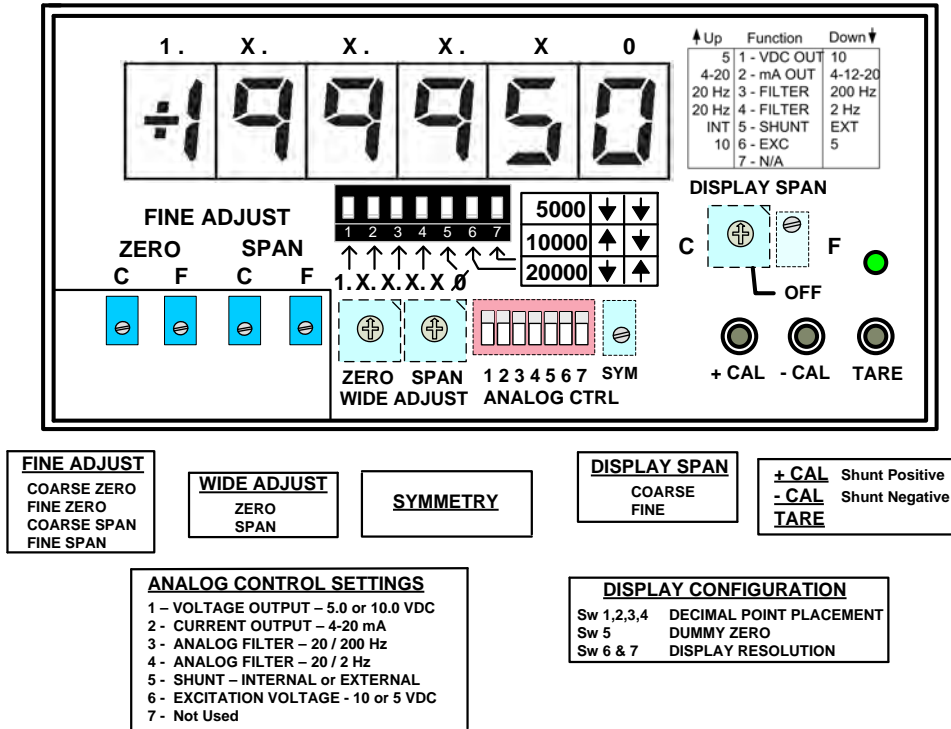 1. X. X. X. X 0
÷199950
Up Function Down
5 1 - VDC OUT 10
4-20 2 - mA OUT 4-12-20
20 Hz 3 - FILTER 200 Hz
20 Hz 4 - FILTER 2 Hz
INT 5 - SHUNT EXT
10 6 - EXC 5
7 - N/A
DISPLAY SPAN
C F
OFF
1 2 3 4 5 6 7
5000
10000
20000
1. X. X. X. X 0
FINE ADJUST
ZERO SPAN
C F C F
ZERO SPAN
WIDE ADJUST
1 2 3 4 5 6 7
ANALOG CTRL
SYM
+ CAL - CAL TARE
FINE ADJUST
COARSE ZERO
FINE ZERO
COARSE SPAN
FINE SPAN
WIDE ADJUST
ZERO
SPAN
SYMMETRY
DISPLAY SPAN
COARSE
FINE
+ CAL Shunt Positive
- CAL Shunt Negative
TARE
ANALOG CONTROL SETTINGS
1 – VOLTAGE OUTPUT – 5.0 or 10.0 VDC
2 - CURRENT OUTPUT – 4-20 mA
3 - ANALOG FILTER – 20 / 200 Hz
4 - ANALOG FILTER – 20 / 2 Hz
5 - SHUNT – INTERNAL or EXTERNAL
6 - EXCITATION VOLTAGE - 10 or 5 VDC
7 - Not Used
DISPLAY CONFIGURATION
Sw 1,2,3,4 DECIMAL POINT PLACEMENT
Sw 5 DUMMY ZERO
Sw 6 & 7 DISPLAY RESOLUTION